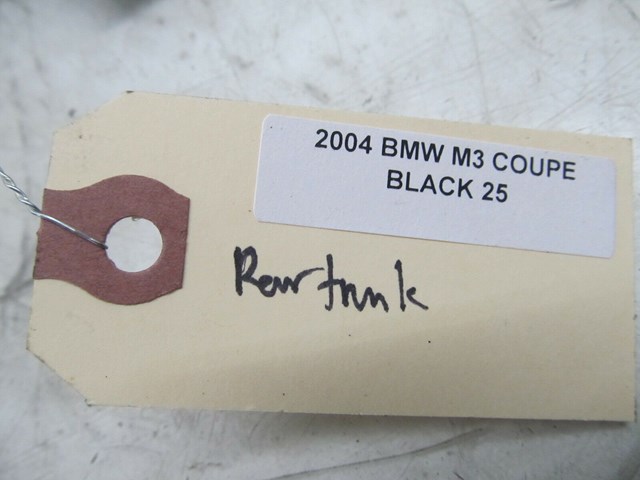 2004 BMW M3 COUPE
BLACK 25
Rear trunk